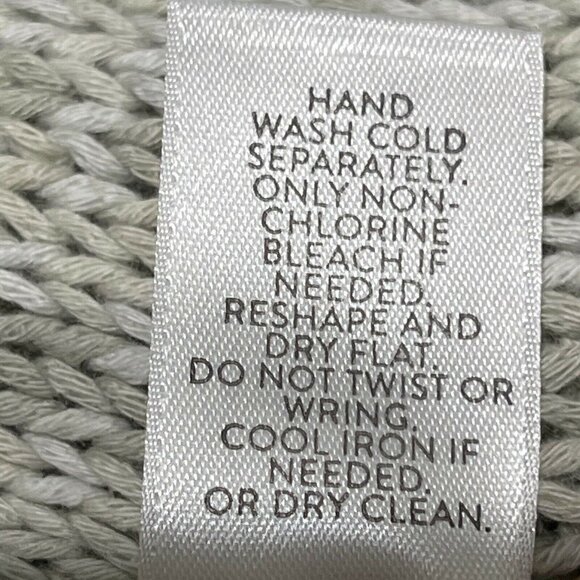 HAND
WASH COLD
SEPARATELY.
ONLY NON-
CHLORINE
BLEACH IF
NEEDED.
RESHAPE AND
DRY FLAT.
DO NOT TWIST OR
WRING.
COOL IRON IF
NEEDED.
OR DRY CLEAN.